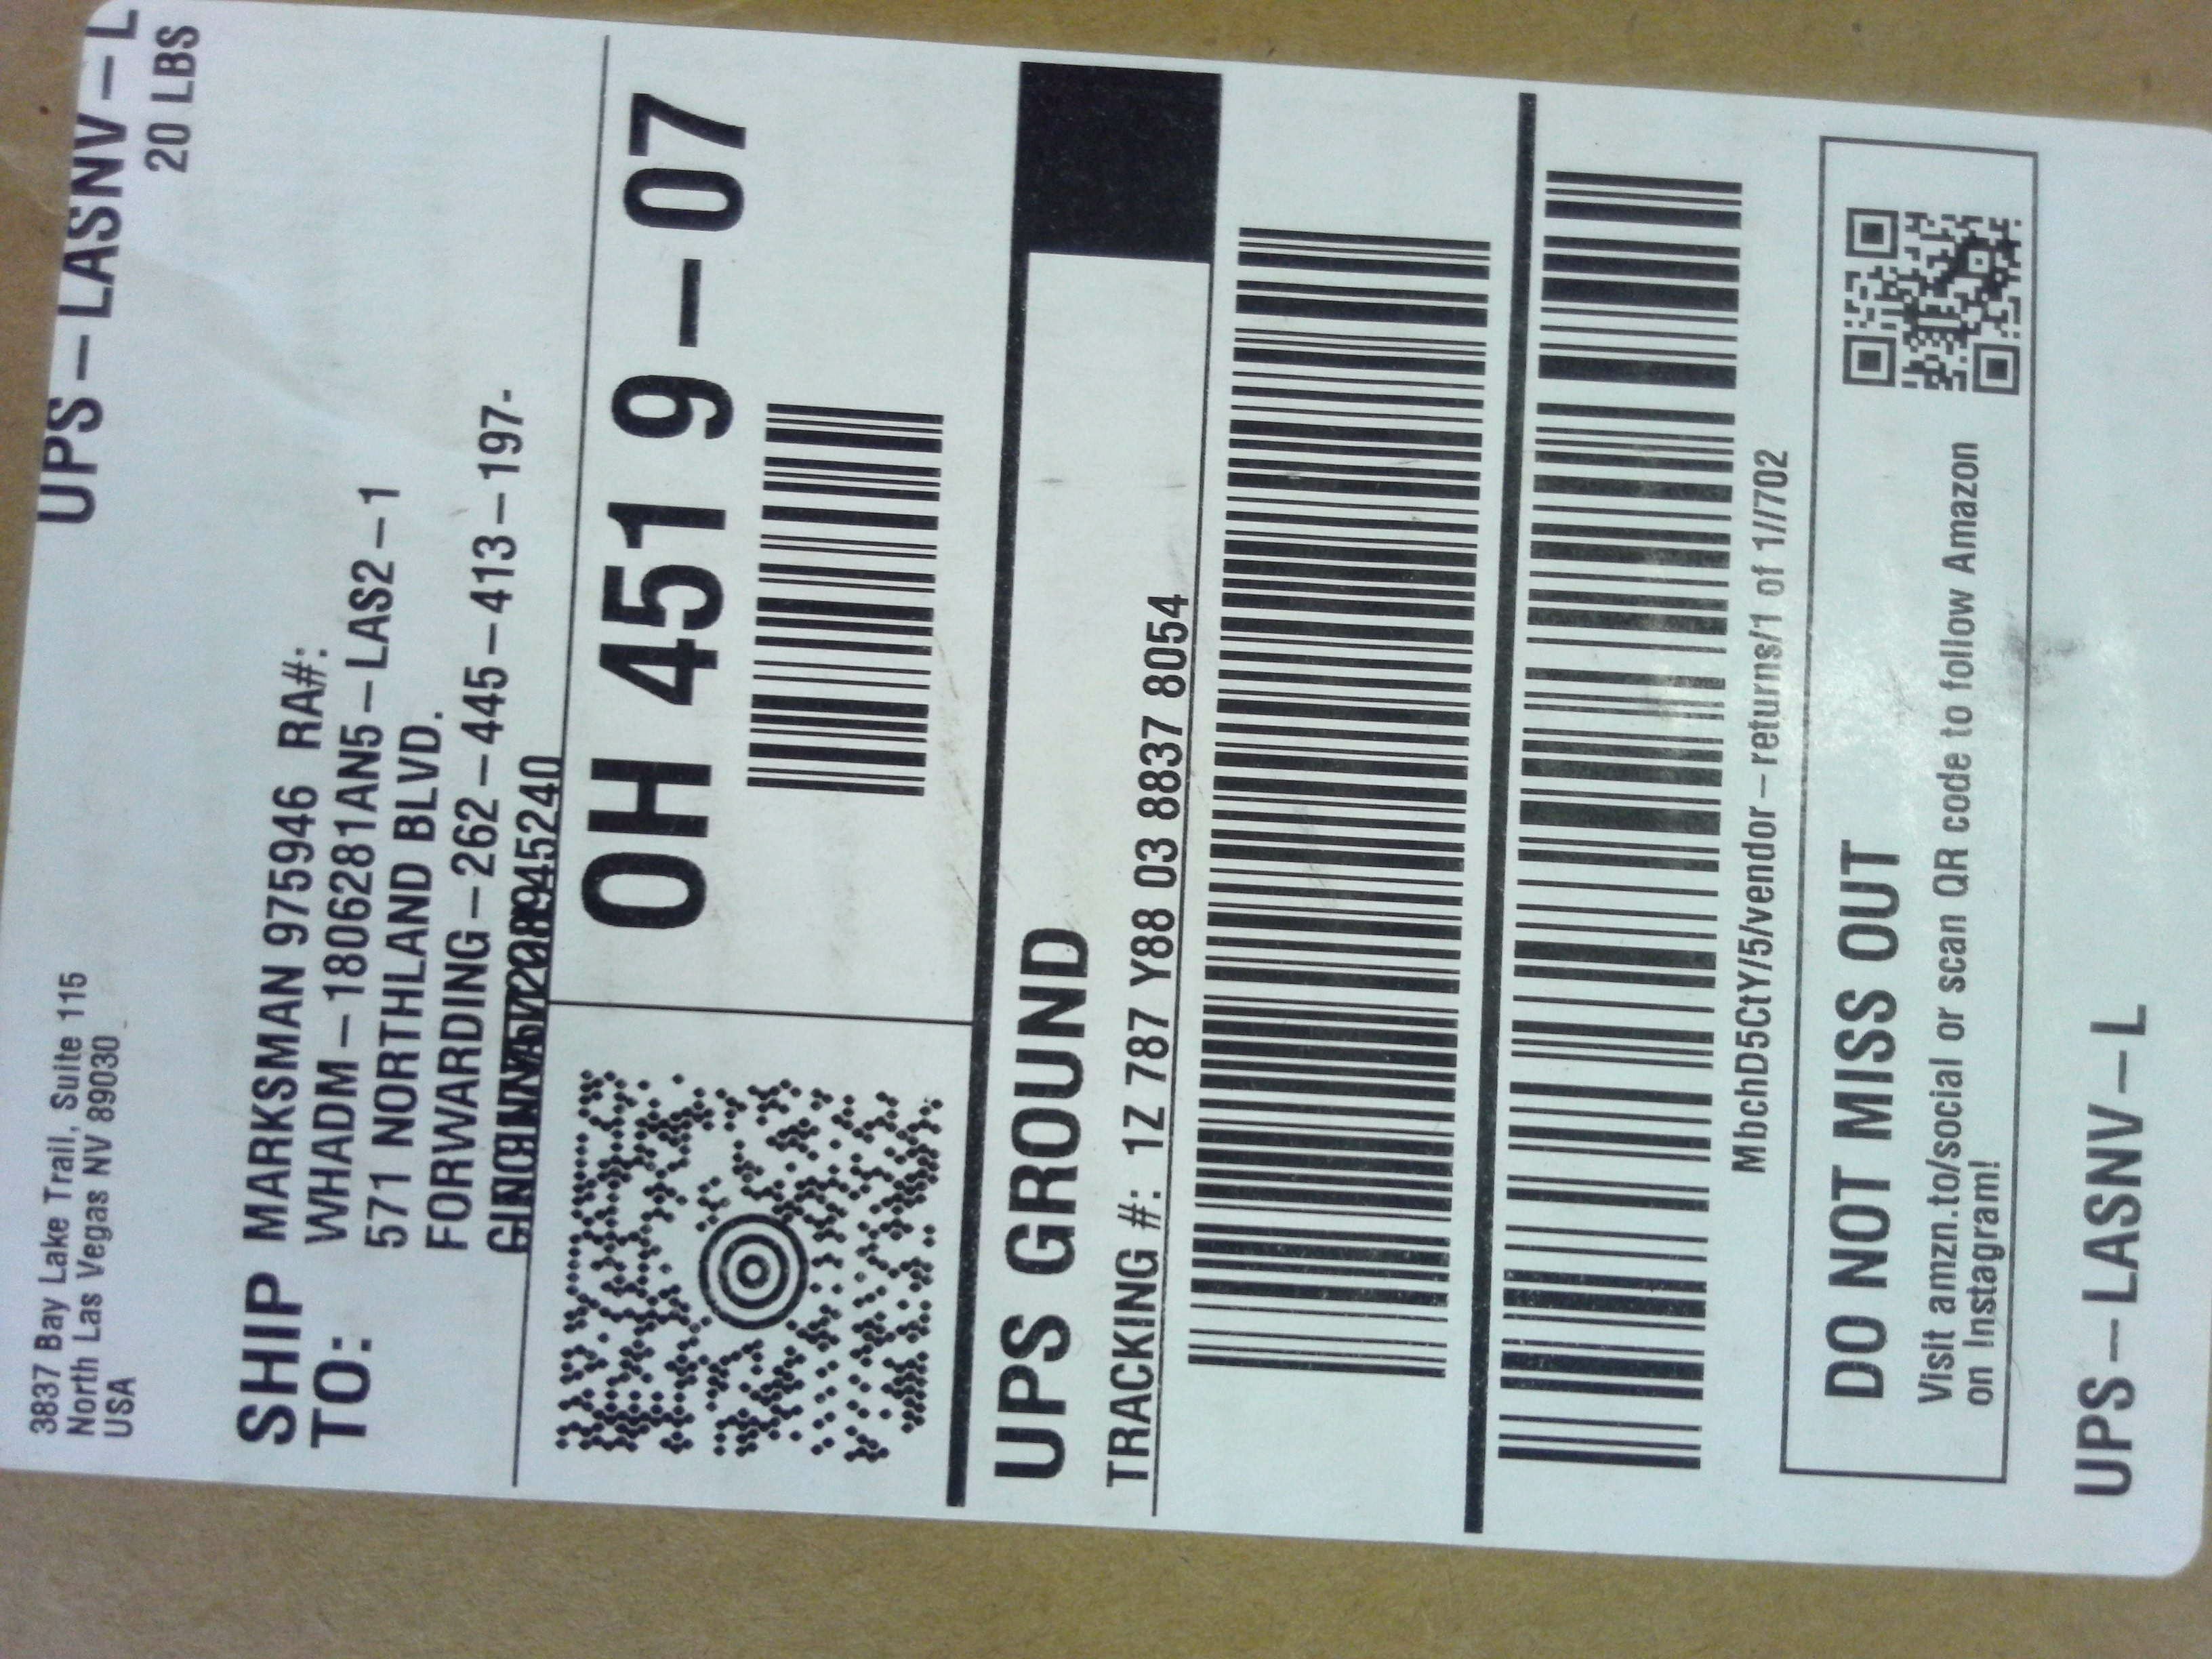 3837 Bay Lake Trail, Suite 115
North Las Vegas NV 89030
USA
UPS-LASNV-L
20 LBS
SHIP TO:
MARKSMAN 975946 RA#:
WHADM-1806281AN5-LAS2-1
571 NORTHLAND BLVD.
FORWARDING-262-445-413-197-
OH 451 9-07
UPS GROUND
TRACKING #: 1Z 787 Y88 03 8837 8054
MbchD5CtY/5/vendor-returns/1 of 1//702
DO NOT MISS OUT
Visit amzn.to/social or scan QR code to follow Amazon
on Instagram!
UPS-LASNV-L